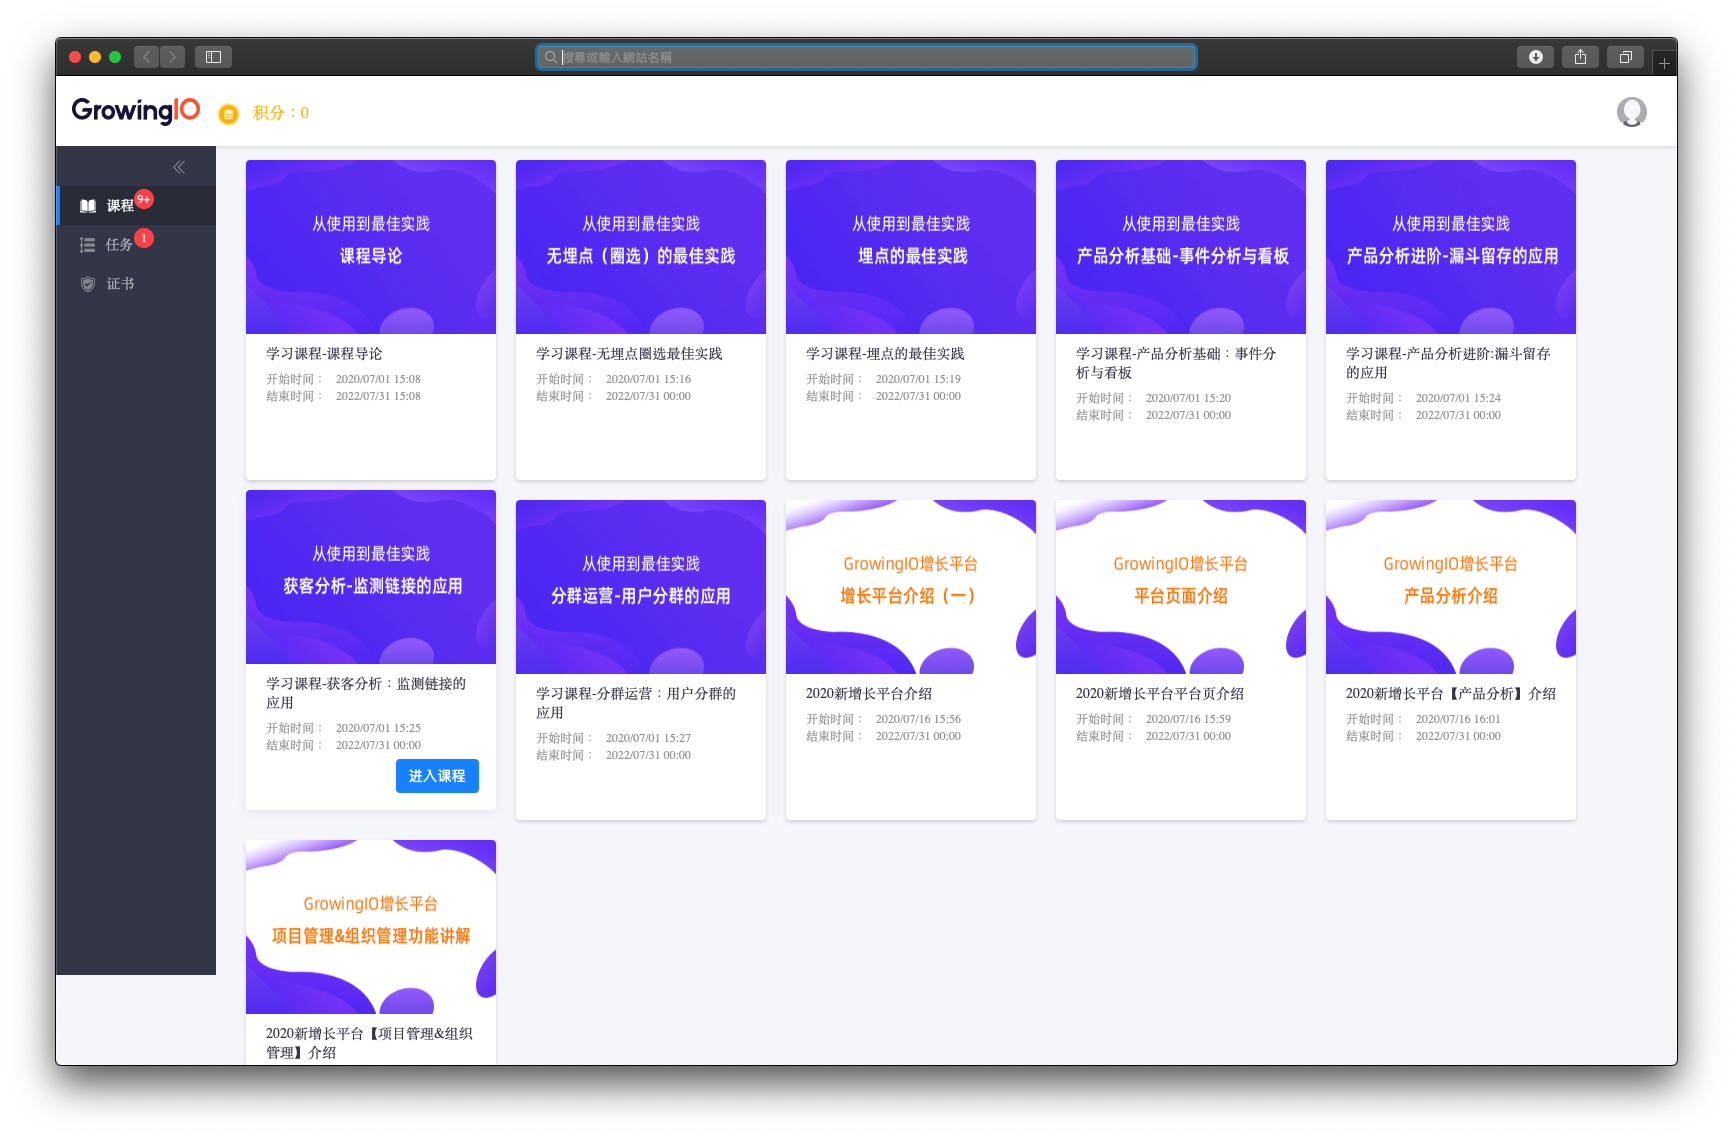 搜尋或輸入網站名稱
GrowingIO
积分：0
课程 9+
任务 1
证书
从使用到最佳实践
课程导论
学习课程-课程导论
开始时间： 2020/07/01 15:08
结束时间： 2022/07/31 15:08
从使用到最佳实践
无埋点（圈选）的最佳实践
学习课程-无埋点圈选最佳实践
开始时间： 2020/07/01 15:16
结束时间： 2022/07/31 00:00
从使用到最佳实践
埋点的最佳实践
学习课程-埋点的最佳实践
开始时间： 2020/07/01 15:19
结束时间： 2022/07/31 00:00
从使用到最佳实践
产品分析基础-事件分析与看板
学习课程-产品分析基础：事件分
析与看板
开始时间： 2020/07/01 15:20
结束时间： 2022/07/31 00:00
从使用到最佳实践
产品分析进阶-漏斗留存的应用
学习课程-产品分析进阶:漏斗留存
的应用
开始时间： 2020/07/01 15:24
结束时间： 2022/07/31 00:00
从使用到最佳实践
获客分析-监测链接的应用
学习课程-获客分析：监测链接的
应用
开始时间： 2020/07/01 15:25
结束时间： 2022/07/31 00:00
进入课程
从使用到最佳实践
分群运营-用户分群的应用
学习课程-分群运营：用户分群的
应用
开始时间： 2020/07/01 15:27
结束时间： 2022/07/31 00:00
GrowingIO增长平台
增长平台介绍（一）
2020新增长平台介绍
开始时间： 2020/07/16 15:56
结束时间： 2022/07/31 00:00
GrowingIO增长平台
平台页面介绍
2020新增长平台平台页介绍
开始时间： 2020/07/16 15:59
结束时间： 2022/07/31 00:00
GrowingIO增长平台
产品分析介绍
2020新增长平台【产品分析】介绍
开始时间： 2020/07/16 16:01
结束时间： 2022/07/31 00:00
GrowingIO增长平台
项目管理&组织管理功能讲解
2020新增长平台【项目管理&组织
管理】介绍